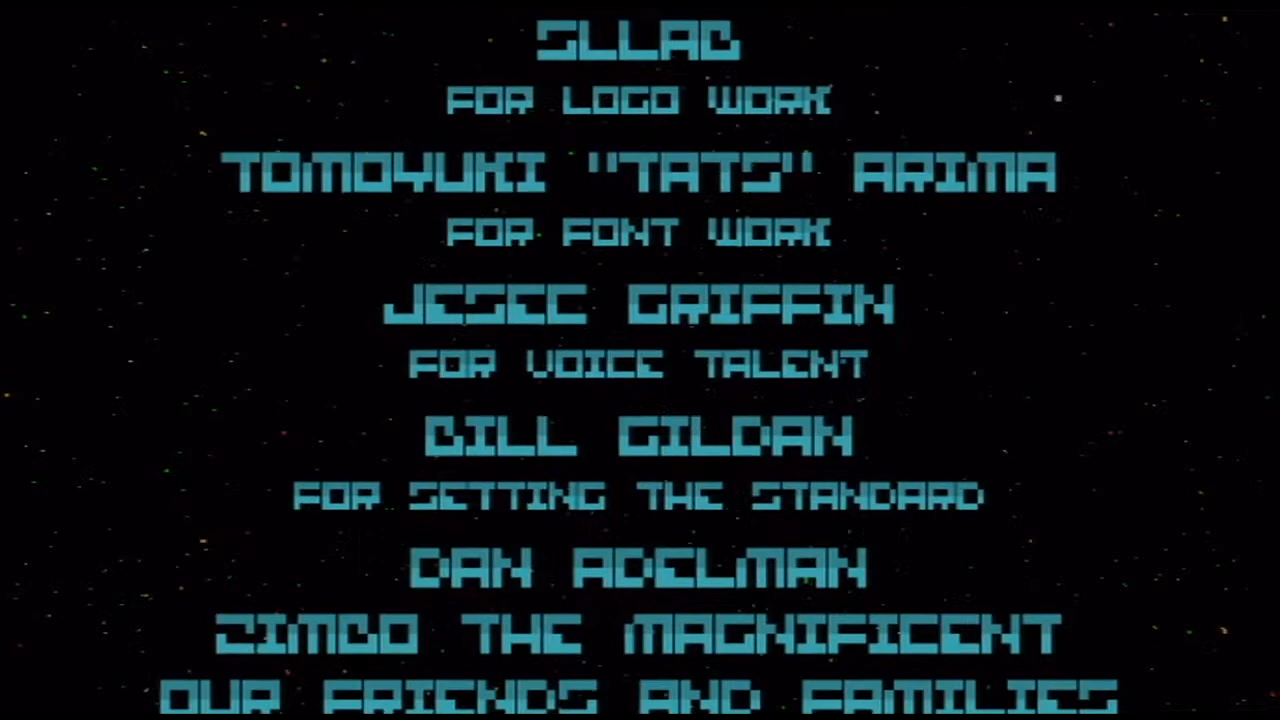 SLLAB
FOR LOGO WORK
TOMOYUKI "TATS" ARIMA
FOR FONT WORK
JESEC GRIFFIN
FOR VOICE TALENT
BILL GILDAN
FOR SETTING THE STANDARD
DAN ADELMAN
ZIMBO THE MAGNIFICENT
OUR FRIENDS AND FAMILIES